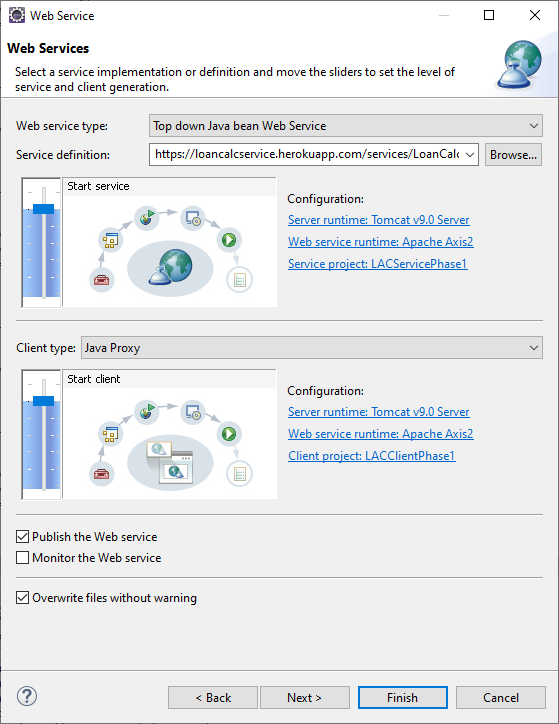 Web Service
Web Services
Select a service implementation or definition and move the sliders to set the level of
service and client generation.
Web service type: Top down Java bean Web Service
Service definition: https://loancalcservice.herokuapp.com/services/LoanCalc Browse...
Start service
Configuration:
Server runtime: Tomcat v9.0 Server
Web service runtime: Apache Axis2
Service project: LACServicePhase1
Client type: Java Proxy
Start client
Configuration:
Server runtime: Tomcat v9.0 Server
Web service runtime: Apache Axis2
Client project: LACClientPhase1
Publish the Web service
Monitor the Web service
Overwrite files without warning
? < Back Next > Finish Cancel